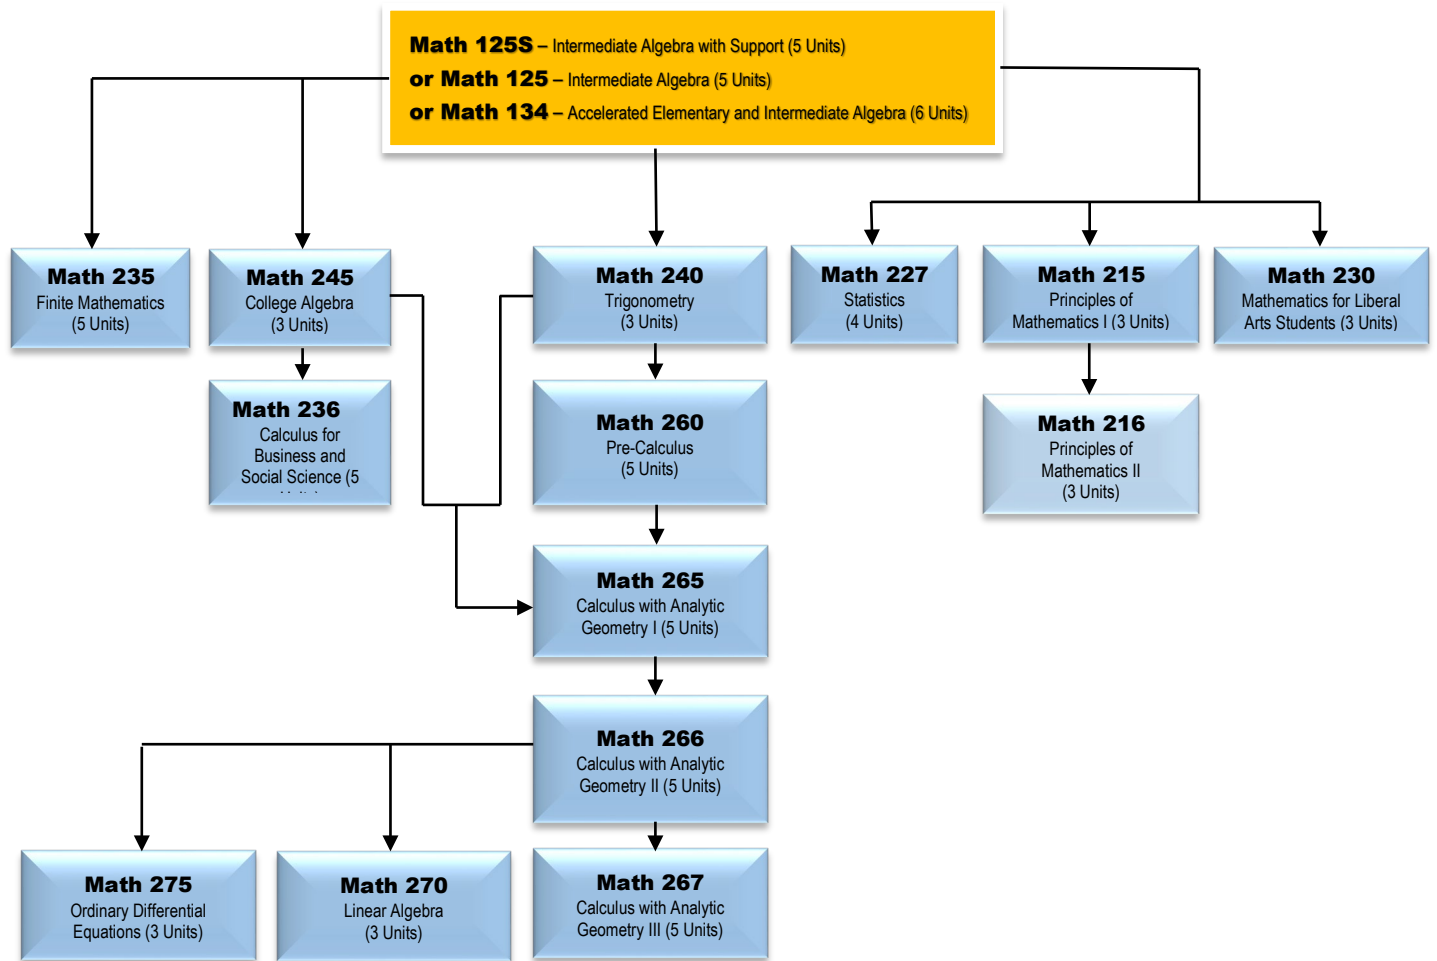 Math 125S – Intermediate Algebra with Support (5 Units)
or Math 125 – Intermediate Algebra (5 Units)
or Math 134 – Accelerated Elementary and Intermediate Algebra (6 Units)
Math 235
Finite Mathematics
(5 Units)
Math 245
College Algebra
(3 Units)
Math 240
Trigonometry
(3 Units)
Math 227
Statistics
(4 Units)
Math 215
Principles of
Mathematics I (3 Units)
Math 230
Mathematics for Liberal
Arts Students (3 Units)
Math 236
Calculus for
Business and
Social Science (5
Math 260
Pre-Calculus
(5 Units)
Math 216
Principles of
Mathematics II
(3 Units)
Math 265
Calculus with Analytic
Geometry I (5 Units)
Math 266
Calculus with Analytic
Geometry II (5 Units)
Math 275
Ordinary Differential
Equations (3 Units)
Math 270
Linear Algebra
(3 Units)
Math 267
Calculus with Analytic
Geometry III (5 Units)